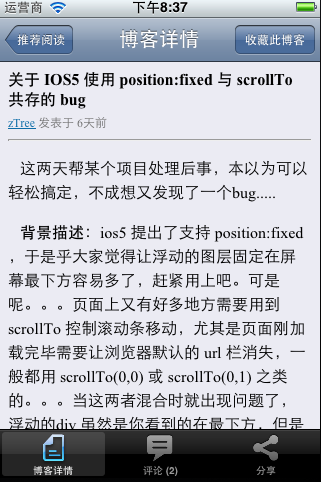 运营商 下午8:37
推荐阅读 博客详情 收藏此博客
关于 IOS5 使用 position:fixed 与 scrollTo
共存的 bug
zTree 发表于 6天前
这两天帮某个项目处理后事，本以为可以
轻松搞定，不成想又发现了一个bug.....
背景描述：ios5 提出了支持 position:fixed
，于是乎大家觉得让浮动的图层固定在屏
幕最下方容易多了，赶紧用上吧。可是
呢。。。页面上又有好多地方需要用到
scrollTo 控制滚动条移动，尤其是页面刚加
载完毕需要让浏览器默认的 url 栏消失，一
般都用 scrollTo(0,0) 或 scrollTo(0,1) 之类
的。。。当这两者混合时就出现问题了，
浮动的div 虽然是你看到的在最下方，但是
博客详情 评论 (2) 分享